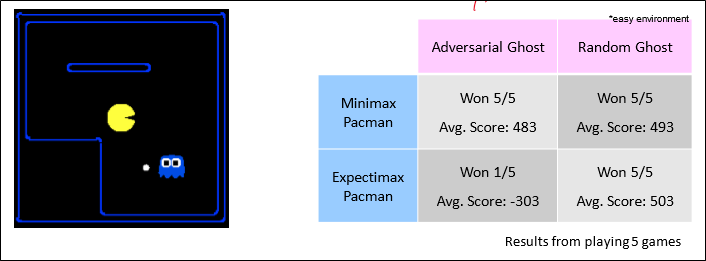 *easy environment
Adversarial Ghost
Random Ghost
Minimax
Pacman
Won 5/5
Avg. Score: 483
Won 5/5
Avg. Score: 493
Expectimax
Pacman
Won 1/5
Avg. Score: -303
Won 5/5
Avg. Score: 503
Results from playing 5 games